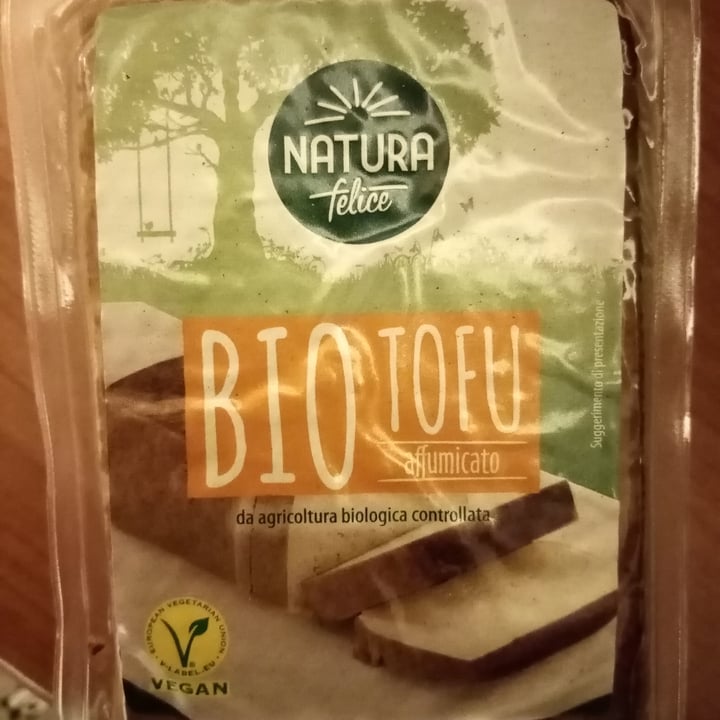 NATURA
felice
BIO TOFU
affumicato
da agricoltura biologica controllata
Suggerimento di presentazione
EUROPEAN VEGETARIAN UNION
V-LABEL.EU
VEGAN